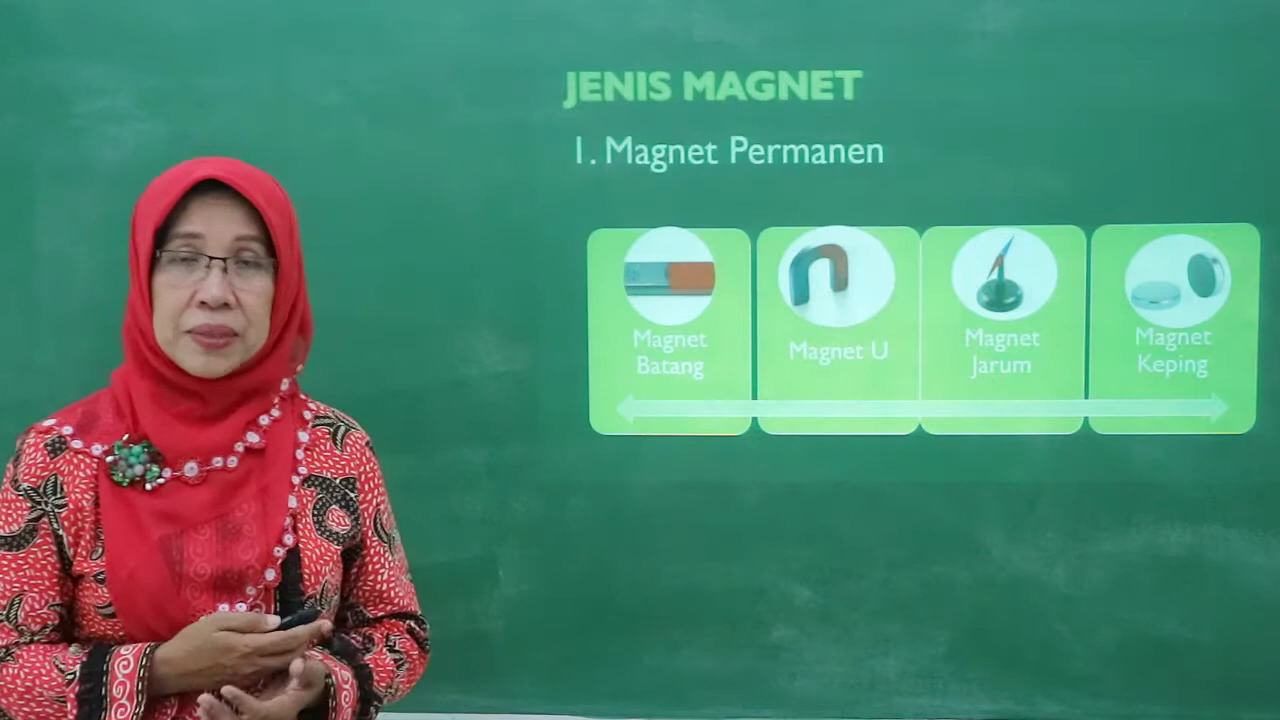 JENIS MAGNET
1. Magnet Permanen
Magnet
Batang
Magnet U
Magnet
Jarum
Magnet
Keping